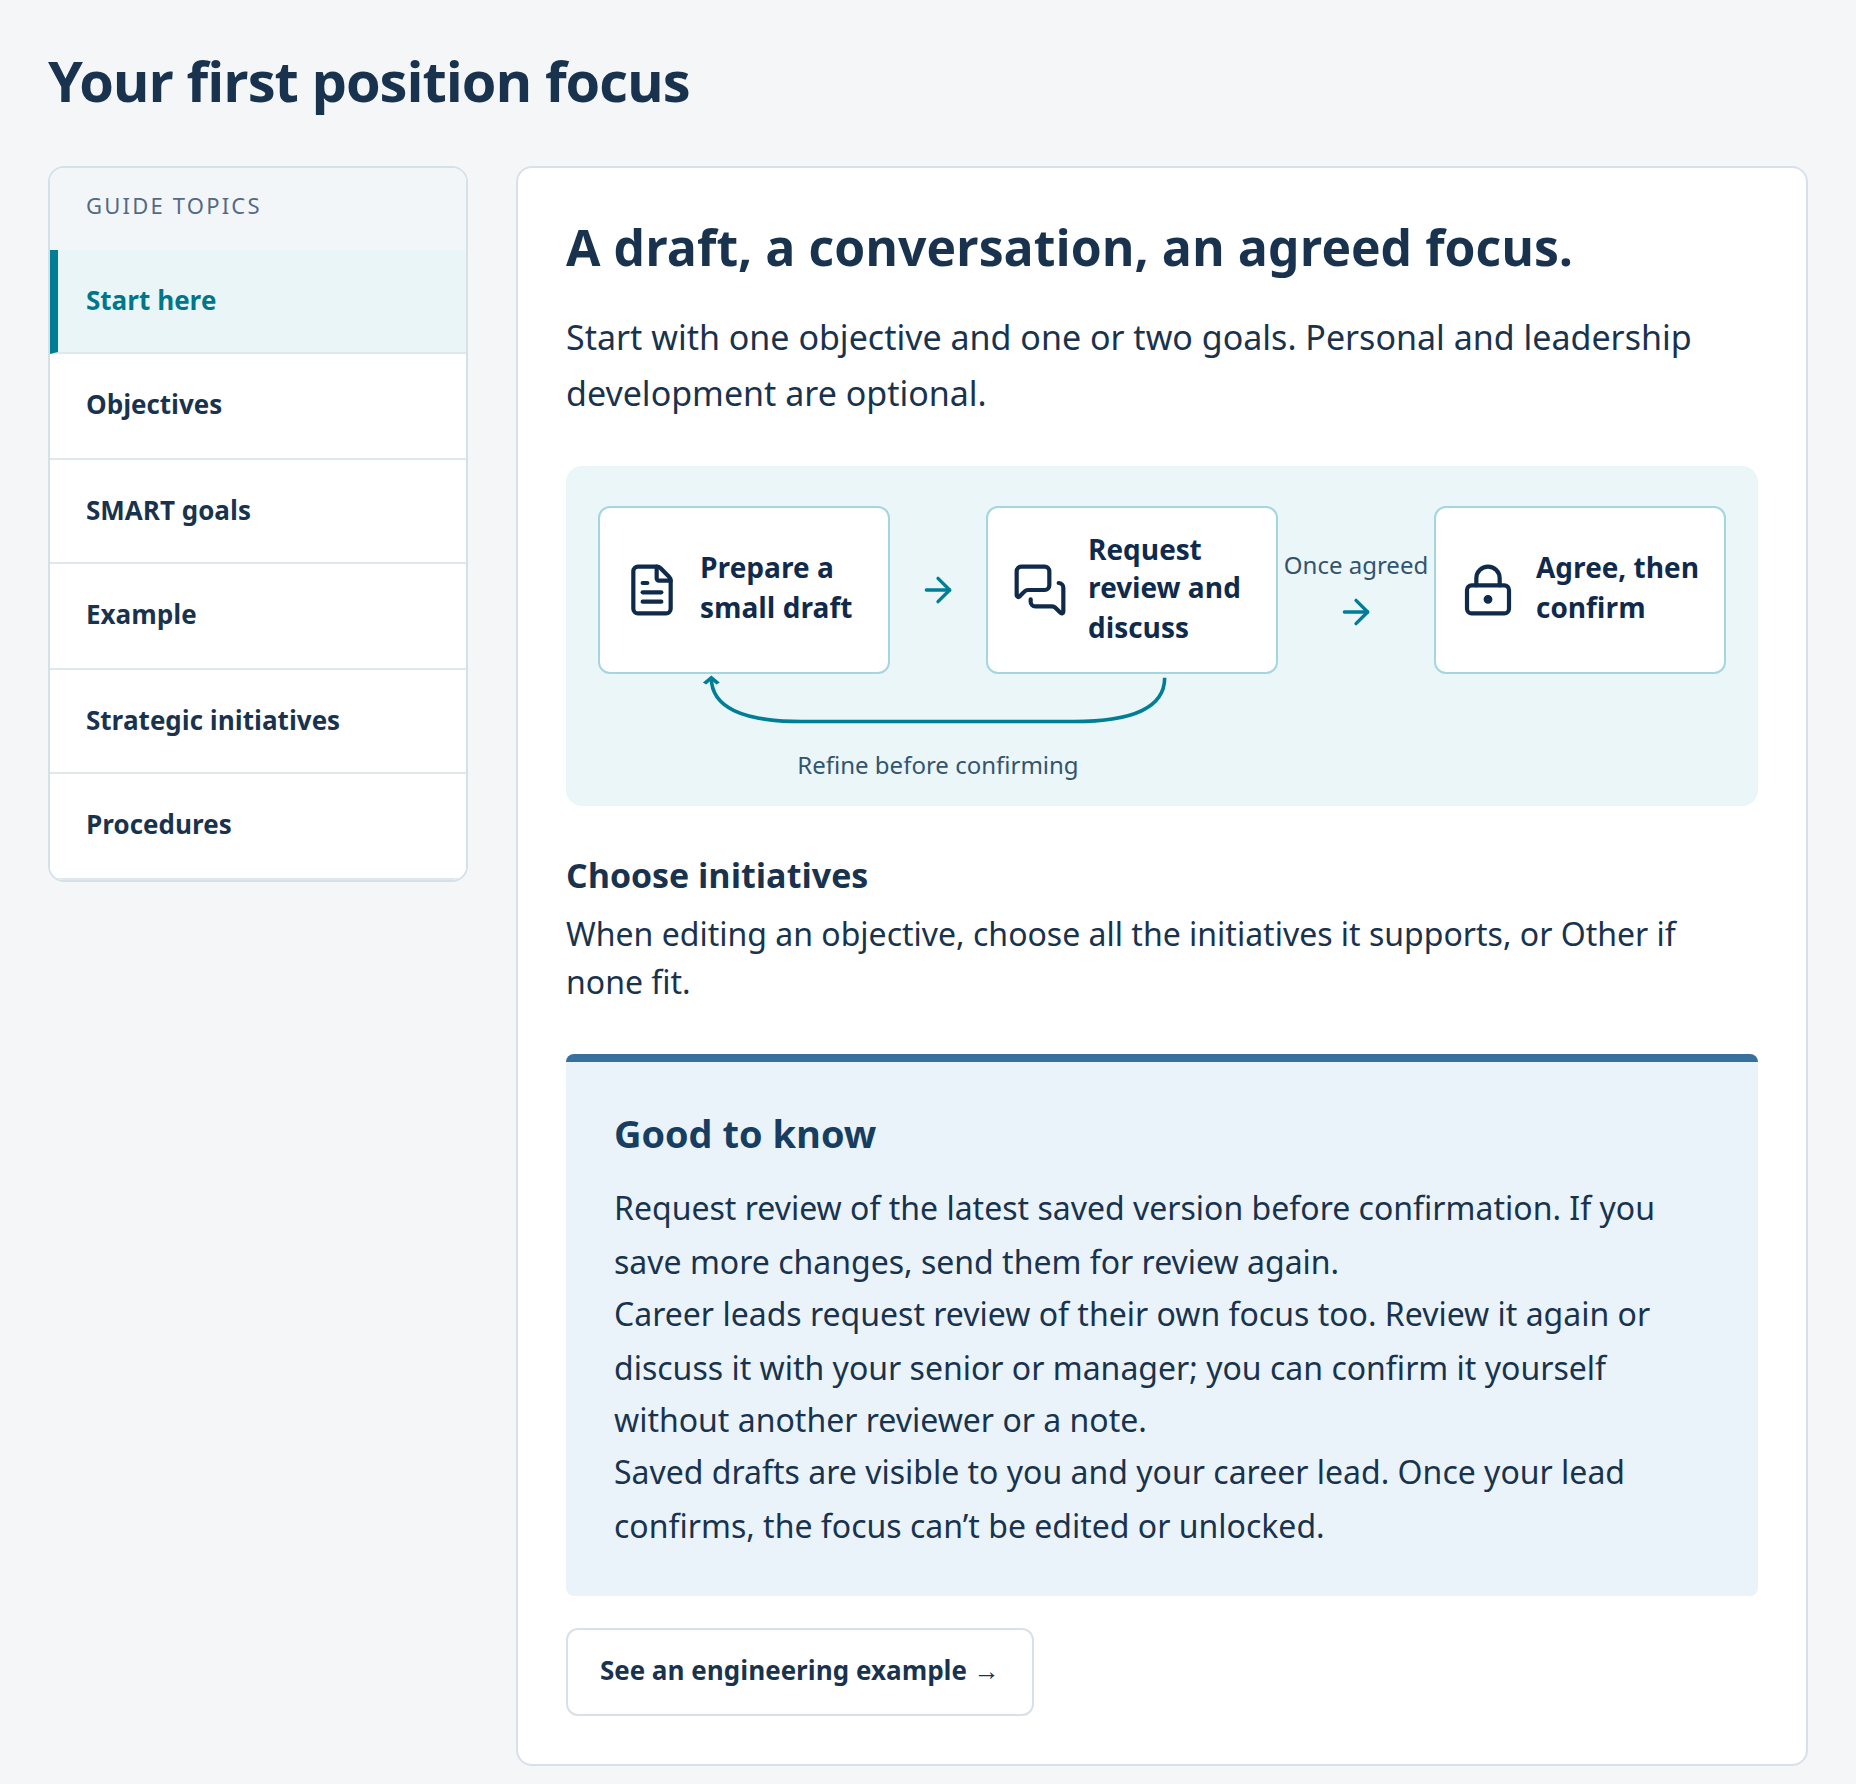 Your first position focus
GUIDE TOPICS
Start here
Objectives
SMART goals
Example
Strategic initiatives
Procedures
A draft, a conversation, an agreed focus.
Start with one objective and one or two goals. Personal and leadership
development are optional.
Prepare a
small draft
→
Request
review and
discuss
Once agreed
→
Agree, then
confirm
Refine before confirming
Choose initiatives
When editing an objective, choose all the initiatives it supports, or Other if
none fit.
Good to know
Request review of the latest saved version before confirmation. If you
save more changes, send them for review again.
Career leads request review of their own focus too. Review it again or
discuss it with your senior or manager; you can confirm it yourself
without another reviewer or a note.
Saved drafts are visible to you and your career lead. Once your lead
confirms, the focus can’t be edited or unlocked.
See an engineering example →